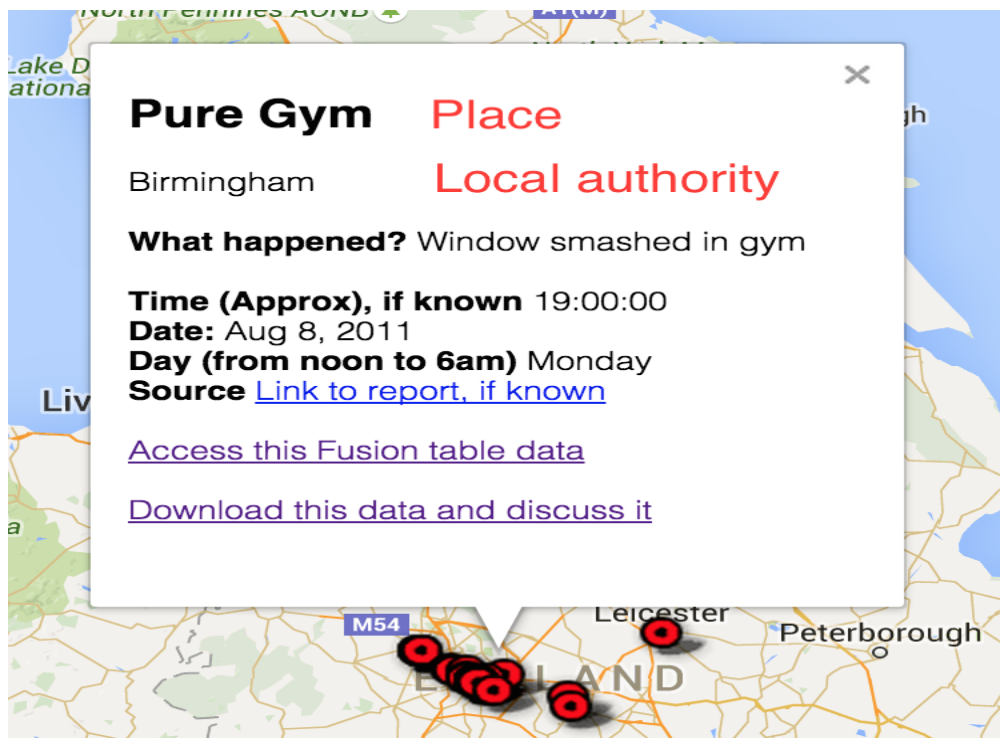 North Pennines AONB
A1(M)
Lake D
ationa
gh
Pure Gym Place
Birmingham Local authority
What happened? Window smashed in gym
Time (Approx), if known 19:00:00
Date: Aug 8, 2011
Day (from noon to 6am) Monday
Source Link to report, if known
Liv
Access this Fusion table data
Download this data and discuss it
a
Leicester
M54
Peterborough
ENGLAND